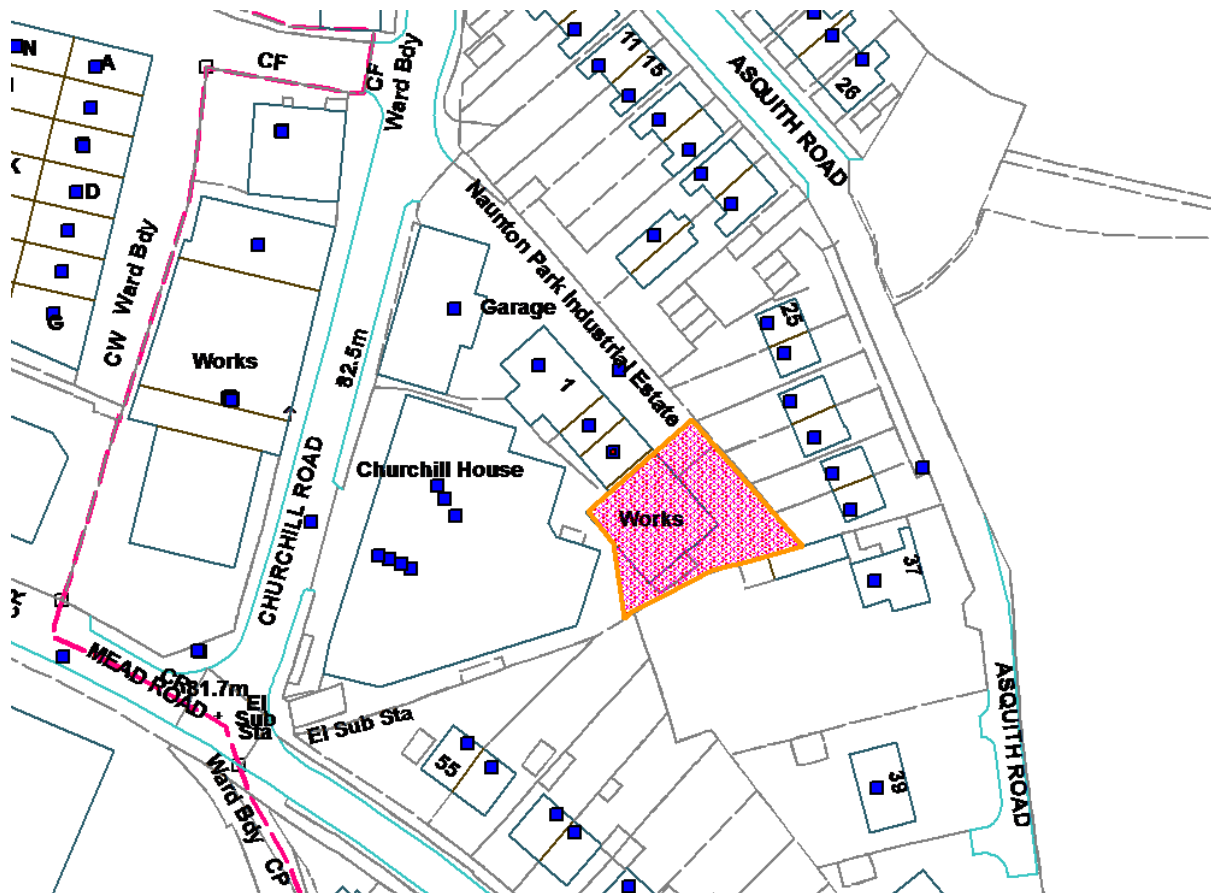 N
A
CF
CF
Ward Bdy
11
15
ASQUITH ROAD
26
K
D
G
CW Ward Bdy
Naunton Park Industrial Estate
Garage
25
82.5m
Works
1
Churchill House
Works
CHURCHILL ROAD
37
CR
MEAD ROAD
81.7m
El
Sub
Sta
El Sub Sta
ASQUITH ROAD
55
39
Ward Bdy
CP